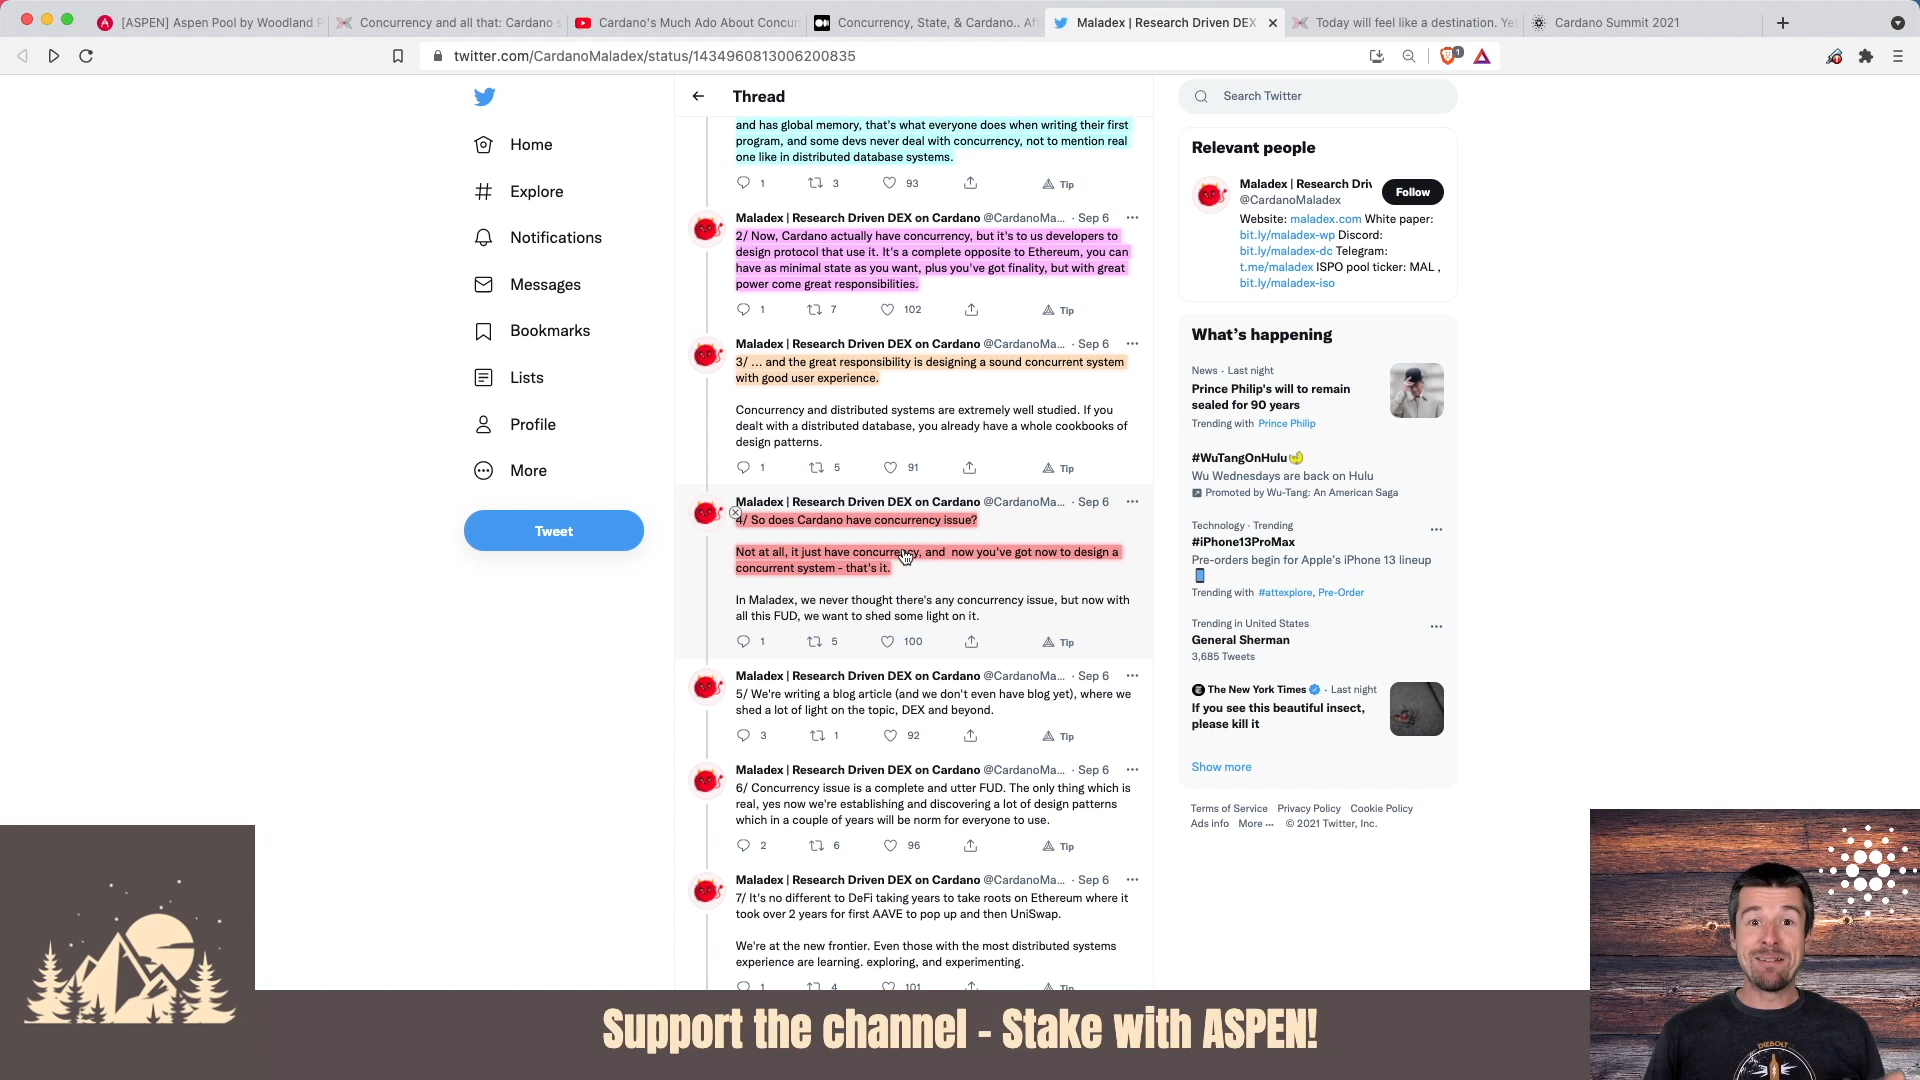 [ASPEN] Aspen Pool by Woodland P
Concurrency and all that: Cardano s
Cardano's Much Ado About Concur
Concurrency, State, & Cardano.. Af
Maladex | Research Driven DEX
Today will feel like a destination. Yet
Cardano Summit 2021
twitter.com/CardanoMaladex/status/1434960813006200835
1
Home
Explore
Notifications
Messages
Bookmarks
Lists
Profile
More
Tweet
Thread
and has global memory, that's what everyone does when writing their first
program, and some devs never deal with concurrency, not to mention real
one like in distributed database systems.
1 3 93 Tip
Maladex | Research Driven DEX on Cardano @CardanoMa... · Sep 6
2/ Now, Cardano actually have concurrency, but it's to us developers to
design protocol that use it. It's a complete opposite to Ethereum, you can
have as minimal state as you want, plus you've got finality, but with great
power come great responsibilities.
1 7 102 Tip
Maladex | Research Driven DEX on Cardano @CardanoMa... · Sep 6
3/ ... and the great responsibility is designing a sound concurrent system
with good user experience.
Concurrency and distributed systems are extremely well studied. If you
dealt with a distributed database, you already have a whole cookbooks of
design patterns.
1 5 91 Tip
Maladex | Research Driven DEX on Cardano @CardanoMa... · Sep 6
4/ So does Cardano have concurrency issue?
Not at all, it just have concurrency, and now you've got now to design a
concurrent system - that's it.
In Maladex, we never thought there's any concurrency issue, but now with
all this FUD, we want to shed some light on it.
1 5 100 Tip
Maladex | Research Driven DEX on Cardano @CardanoMa... · Sep 6
5/ We're writing a blog article (and we don't even have blog yet), where we
shed a lot of light on the topic, DEX and beyond.
3 1 92 Tip
Maladex | Research Driven DEX on Cardano @CardanoMa... · Sep 6
6/ Concurrency issue is a complete and utter FUD. The only thing which is
real, yes now we're establishing and discovering a lot of design patterns
which in a couple of years will be norm for everyone to use.
2 6 96 Tip
Maladex | Research Driven DEX on Cardano @CardanoMa... · Sep 6
7/ It's no different to DeFi taking years to take roots on Ethereum where it
took over 2 years for first AAVE to pop up and then UniSwap.
We're at the new frontier. Even those with the most distributed systems
experience are learning. exploring, and experimenting.
1 4 101 Tip
Search Twitter
Relevant people
Maladex | Research Driv
@CardanoMaladex
Follow
Website: maladex.com White paper:
bit.ly/maladex-wp Discord:
bit.ly/maladex-dc Telegram:
t.me/maladex ISPO pool ticker: MAL ,
bit.ly/maladex-iso
What's happening
News · Last night
Prince Philip's will to remain
sealed for 90 years
Trending with Prince Philip
#WuTangOnHulu
Wu Wednesdays are back on Hulu
Promoted by Wu-Tang: An American Saga
Technology · Trending
#iPhone13ProMax
Pre-orders begin for Apple's iPhone 13 lineup
Trending with #attexplore, Pre-Order
Trending in United States
General Sherman
3,685 Tweets
The New York Times · Last night
If you see this beautiful insect,
please kill it
Show more
Terms of Service Privacy Policy Cookie Policy
Ads info More ··· © 2021 Twitter, Inc.
Support the channel - Stake with ASPEN!
DIEBOLT